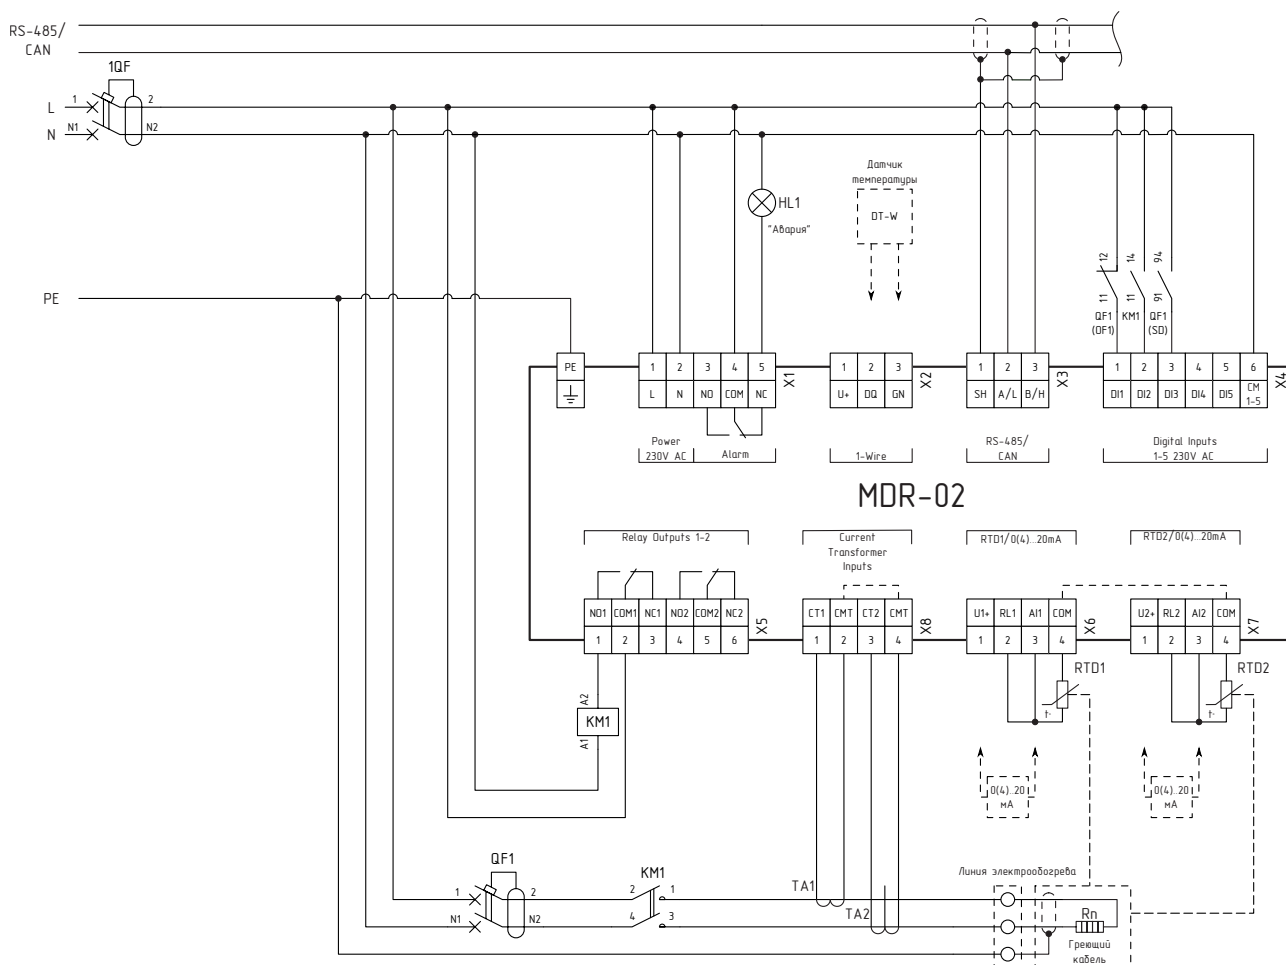 RS-485/
CAN
1QF
L 1 2
N N1 N2
Датчик
температуры
DT-W
HL1
"Авария"
PE
12 14 94
11 11 91
QF1 KM1 QF1
(OF1) (SD)
PE
1 2 3 4 5
L N NO COM NC
X1
1 2 3
U+ DQ GN
X2
1 2 3
SH A/L B/H
X3
1 2 3 4 5 6
DI1 DI2 DI3 DI4 DI5 CM
1-5
X4
Power
230V AC
Alarm
1-Wire
RS-485/
CAN
Digital Inputs
1-5 230V AC
MDR-02
Relay Outputs 1-2
Current
Transformer
Inputs
RTD1/0(4)...20mA
RTD2/0(4)...20mA
NO1 COM1 NC1 NO2 COM2 NC2
1 2 3 4 5 6
X5
CT1 CMT CT2 CMT
1 2 3 4
X8
U1+ RL1 AI1 COM
1 2 3 4
X6
U2+ RL2 AI2 COM
1 2 3 4
X7
RTD1
t°
RTD2
t°
A2
KM1
A1
0(4)...20
мА
0(4)...20
мА
QF1
1 2
N1 N2
KM1
2 1
4 3
TA1
TA2
Линия электрообогрева
Rn
Греющий
кабель